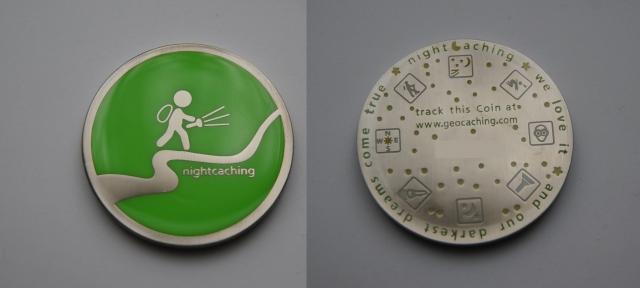 nightcaching
nightcaching ★ we love it ★ and our darkest dreams come true ★
track this Coin at
www.geocaching.com
N
W E
S